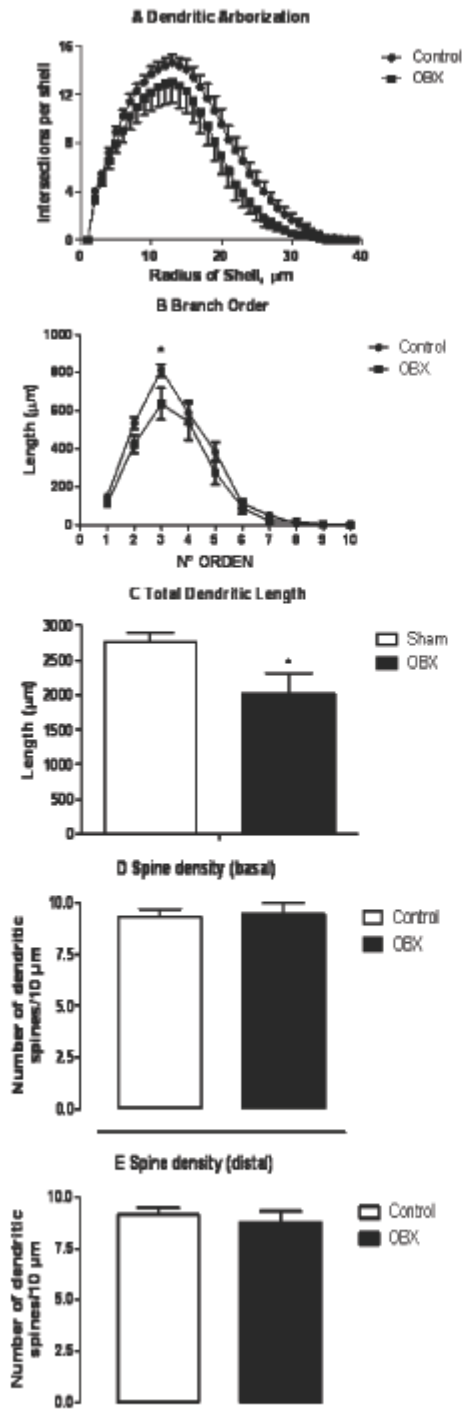 A Dendritic Arborization
16
12
8
4
0
Intersections per shell
0 10 20 30 40
Radius of Shell, µm
Control
OBX
B Branch Order
1000
800
600
400
200
0
Length (µm)
*
0 1 2 3 4 5 6 7 8 9 10
N° ORDEN
Control
OBX
C Total Dendritic Length
3000
2500
2000
1500
1000
500
0
Length (µm)
*
Sham
OBX
D Spine density (basal)
10.0
7.5
5.0
2.5
0.0
Number of dendritic
spines/10 µm
Control
OBX
E Spine density (distal)
10.0
7.5
5.0
2.5
0.0
Number of dendritic
spines/10 µm
Control
OBX